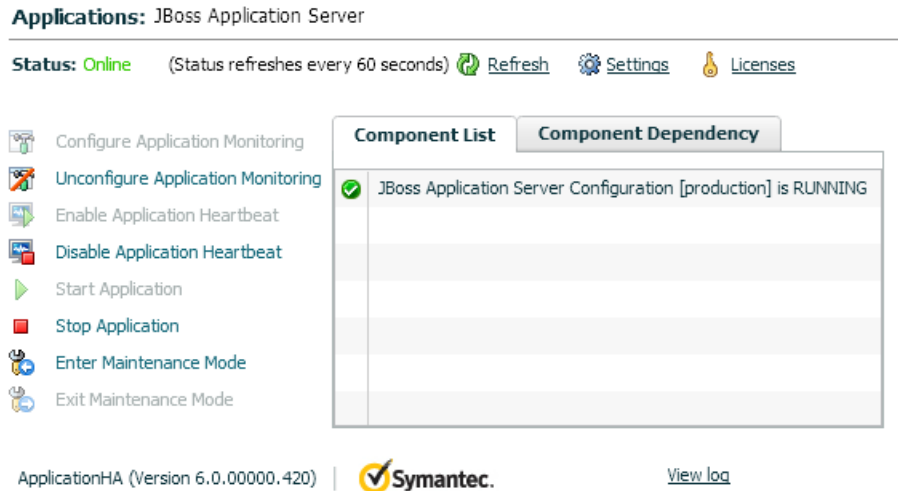 Applications: JBoss Application Server
Status: Online (Status refreshes every 60 seconds) Refresh Settings Licenses
Configure Application Monitoring
Unconfigure Application Monitoring
Enable Application Heartbeat
Disable Application Heartbeat
Start Application
Stop Application
Enter Maintenance Mode
Exit Maintenance Mode
Component List Component Dependency
JBoss Application Server Configuration [production] is RUNNING
ApplicationHA (Version 6.0.00000.420) Symantec. View log